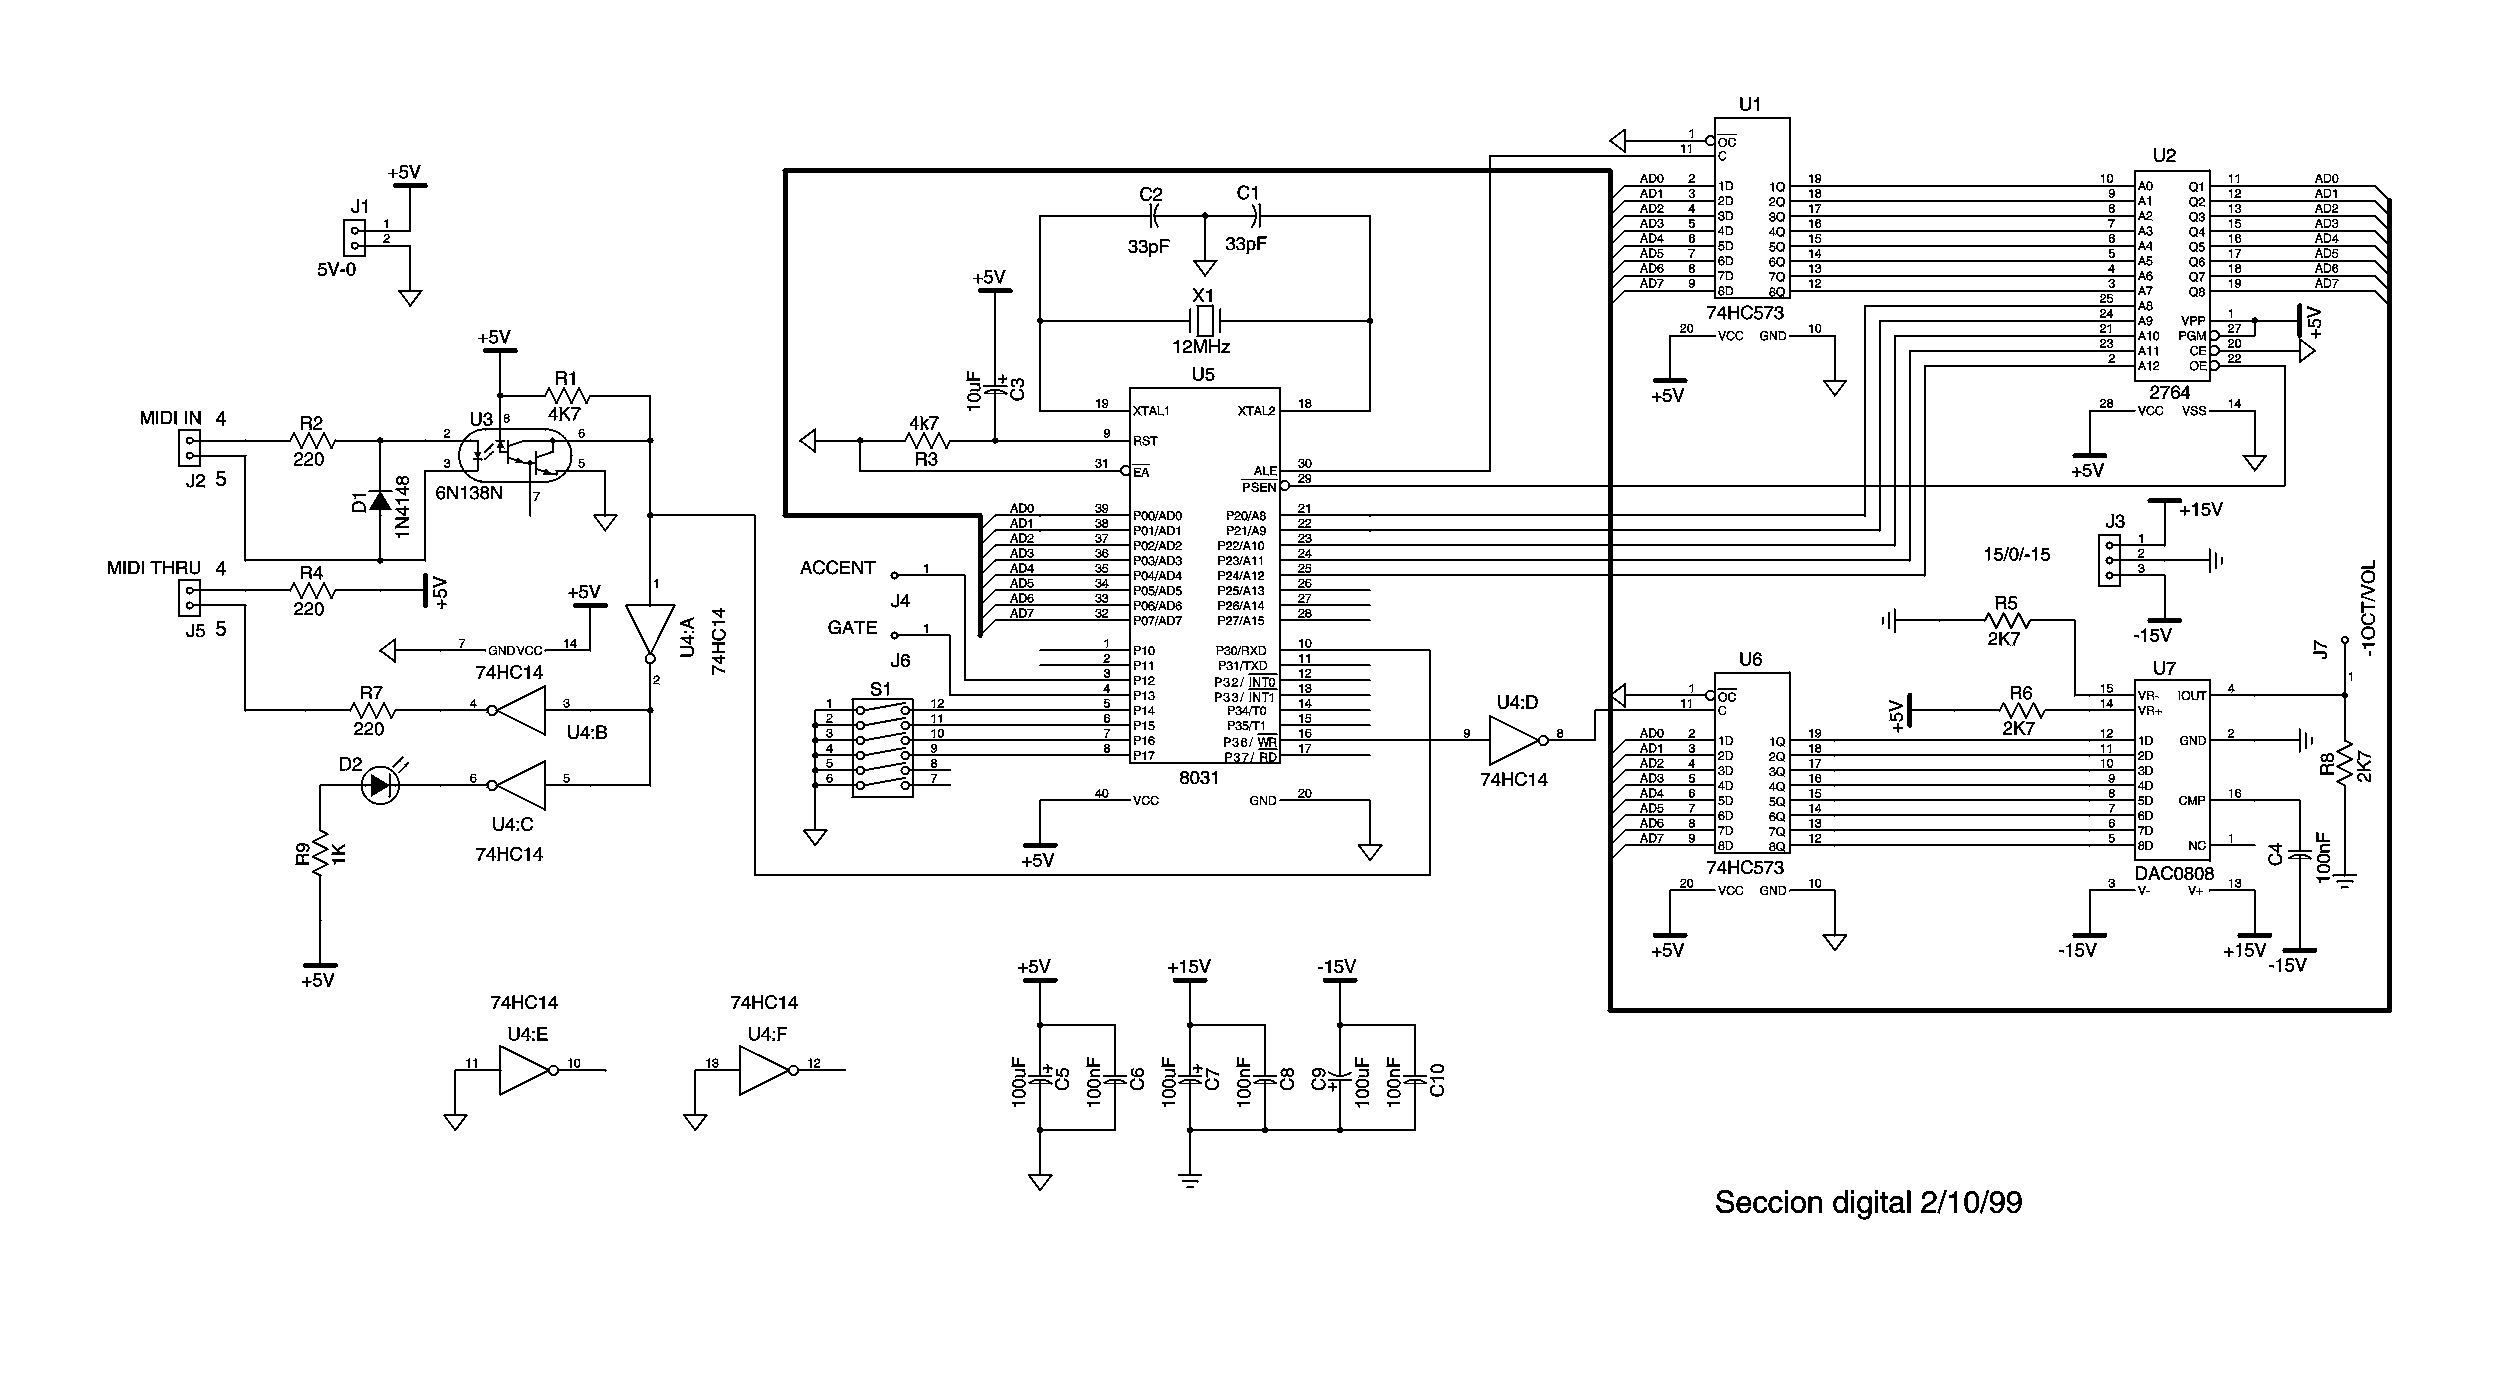 +5V
J1
1
2
5V-0
+5V
R1
4K7
U3
8
MIDI IN 4
R2
220
2
3
6
5
7
J2 5
6N138N
D1
1N4148
MIDI THRU 4
R4
220
+5V
J5 5
+5V
1
U4:A
74HC14
2
7 GNDVCC 14
74HC14
R7
220
4
3
U4:B
D2
6
5
U4:C
74HC14
R9
1K
+5V
74HC14
U4:E
11
10
74HC14
U4:F
13
12
C2
33pF
C1
33pF
X1
12MHz
+5V
10uF
+
C3
4K7
R3
U5
19 XTAL1
XTAL2 18
9 RST
31 EA
ALE 30
PSEN 29
AD0 39 P00/AD0
AD1 38 P01/AD1
AD2 37 P02/AD2
AD3 36 P03/AD3
AD4 35 P04/AD4
AD5 34 P05/AD5
AD6 33 P06/AD6
AD7 32 P07/AD7
P20/A8 21
P21/A9 22
P22/A10 23
P23/A11 24
P24/A12 25
P25/A13 26
P26/A14 27
P27/A15 28
1 P10
2 P11
3 P12
4 P13
5 P14
6 P15
7 P16
8 P17
P30/RXD 10
P31/TXD 11
P32/ INT0 12
P33/ INT1 13
P34/T0 14
P35/T1 15
P36/ WR 16
P37/ RD 17
8031
40 VCC
GND 20
+5V
ACCENT
1
J4
GATE
1
J6
S1
1 12
2 11
3 10
4 9
5 8
6 7
9
U4:D
8
74HC14
U1
1 OC
11 C
AD0 2 1D 1Q 19
AD1 3 2D 2Q 18
AD2 4 3D 3Q 17
AD3 5 4D 4Q 16
AD4 6 5D 5Q 15
AD5 7 6D 6Q 14
AD6 8 7D 7Q 13
AD7 9 8D 8Q 12
74HC573
20 VCC GND 10
+5V
U2
10 A0 Q1 11 AD0
9 A1 Q2 12 AD1
8 A2 Q3 13 AD2
7 A3 Q4 15 AD3
6 A4 Q5 16 AD4
5 A5 Q6 17 AD5
4 A6 Q7 18 AD6
3 A7 Q8 19 AD7
25 A8
24 A9 VPP 1
21 A10 PGM 27
23 A11 CE 20
2 A12 OE 22
+5V
2764
28 VCC VSS 14
+5V
+15V
J3
15/0/-15
1
2
3
-15V
R5
2K7
+5V
R6
2K7
U7
15 VR-
14 VR+
IOUT 4
GND 2
12 1D
11 2D
10 3D
9 4D
8 5D
7 6D
6 7D
5 8D
CMP 16
NC 1
DAC0808
3 V-
V+ 13
-15V
+15V
J7
-1OCT/VOL
1
R8
2K7
C4
100nF
-15V
U6
1 OC
11 C
AD0 2 1D 1Q 19
AD1 3 2D 2Q 18
AD2 4 3D 3Q 17
AD3 5 4D 4Q 16
AD4 6 5D 5Q 15
AD5 7 6D 6Q 14
AD6 8 7D 7Q 13
AD7 9 8D 8Q 12
74HC573
20 VCC GND 10
+5V
+5V
100uF
+
C5
100nF
C6
+15V
100uF
+
C7
100nF
C8
-15V
C9
+
100uF
100nF
C10
Seccion digital 2/10/99